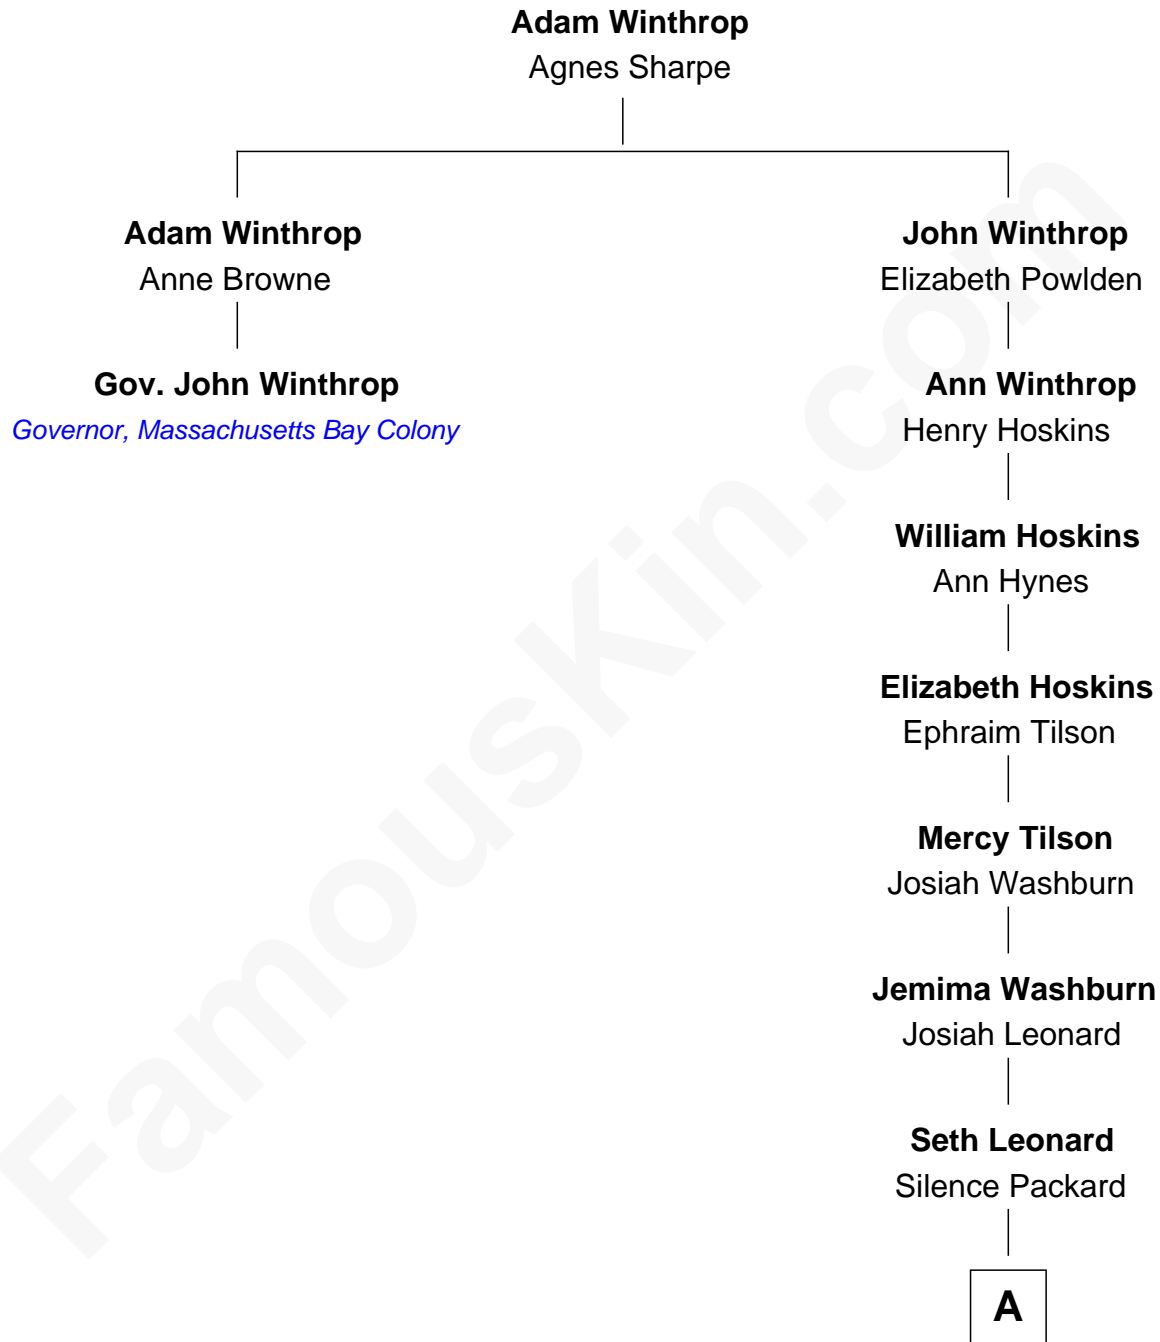 Adam Winthrop
Agnes Sharpe
Adam Winthrop
Anne Browne
John Winthrop
Elizabeth Powlden
Gov. John Winthrop
Governor, Massachusetts Bay Colony
Ann Winthrop
Henry Hoskins
William Hoskins
Ann Hynes
Elizabeth Hoskins
Ephraim Tilson
Mercy Tilson
Josiah Washburn
Jemima Washburn
Josiah Leonard
Seth Leonard
Silence Packard
A
FamousKin.com